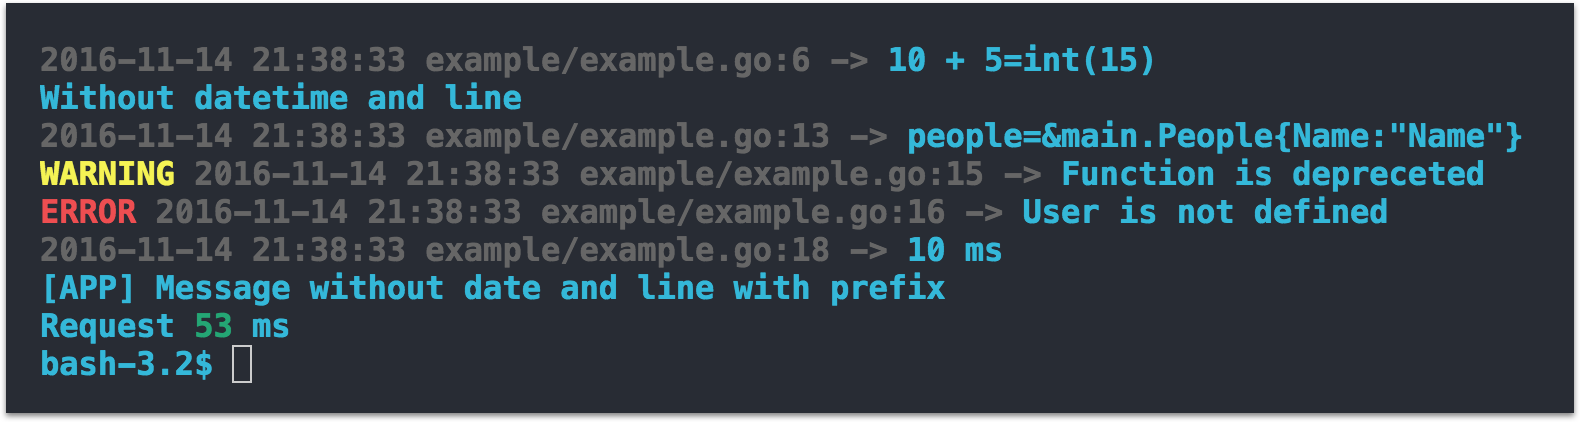 2016-11-14 21:38:33 example/example.go:6 -> 10 + 5=int(15)
Without datetime and line
2016-11-14 21:38:33 example/example.go:13 -> people=&main.People{Name:"Name"}
WARNING 2016-11-14 21:38:33 example/example.go:15 -> Function is depreceted
ERROR 2016-11-14 21:38:33 example/example.go:16 -> User is not defined
2016-11-14 21:38:33 example/example.go:18 -> 10 ms
[APP] Message without date and line with prefix
Request 53 ms
bash-3.2$